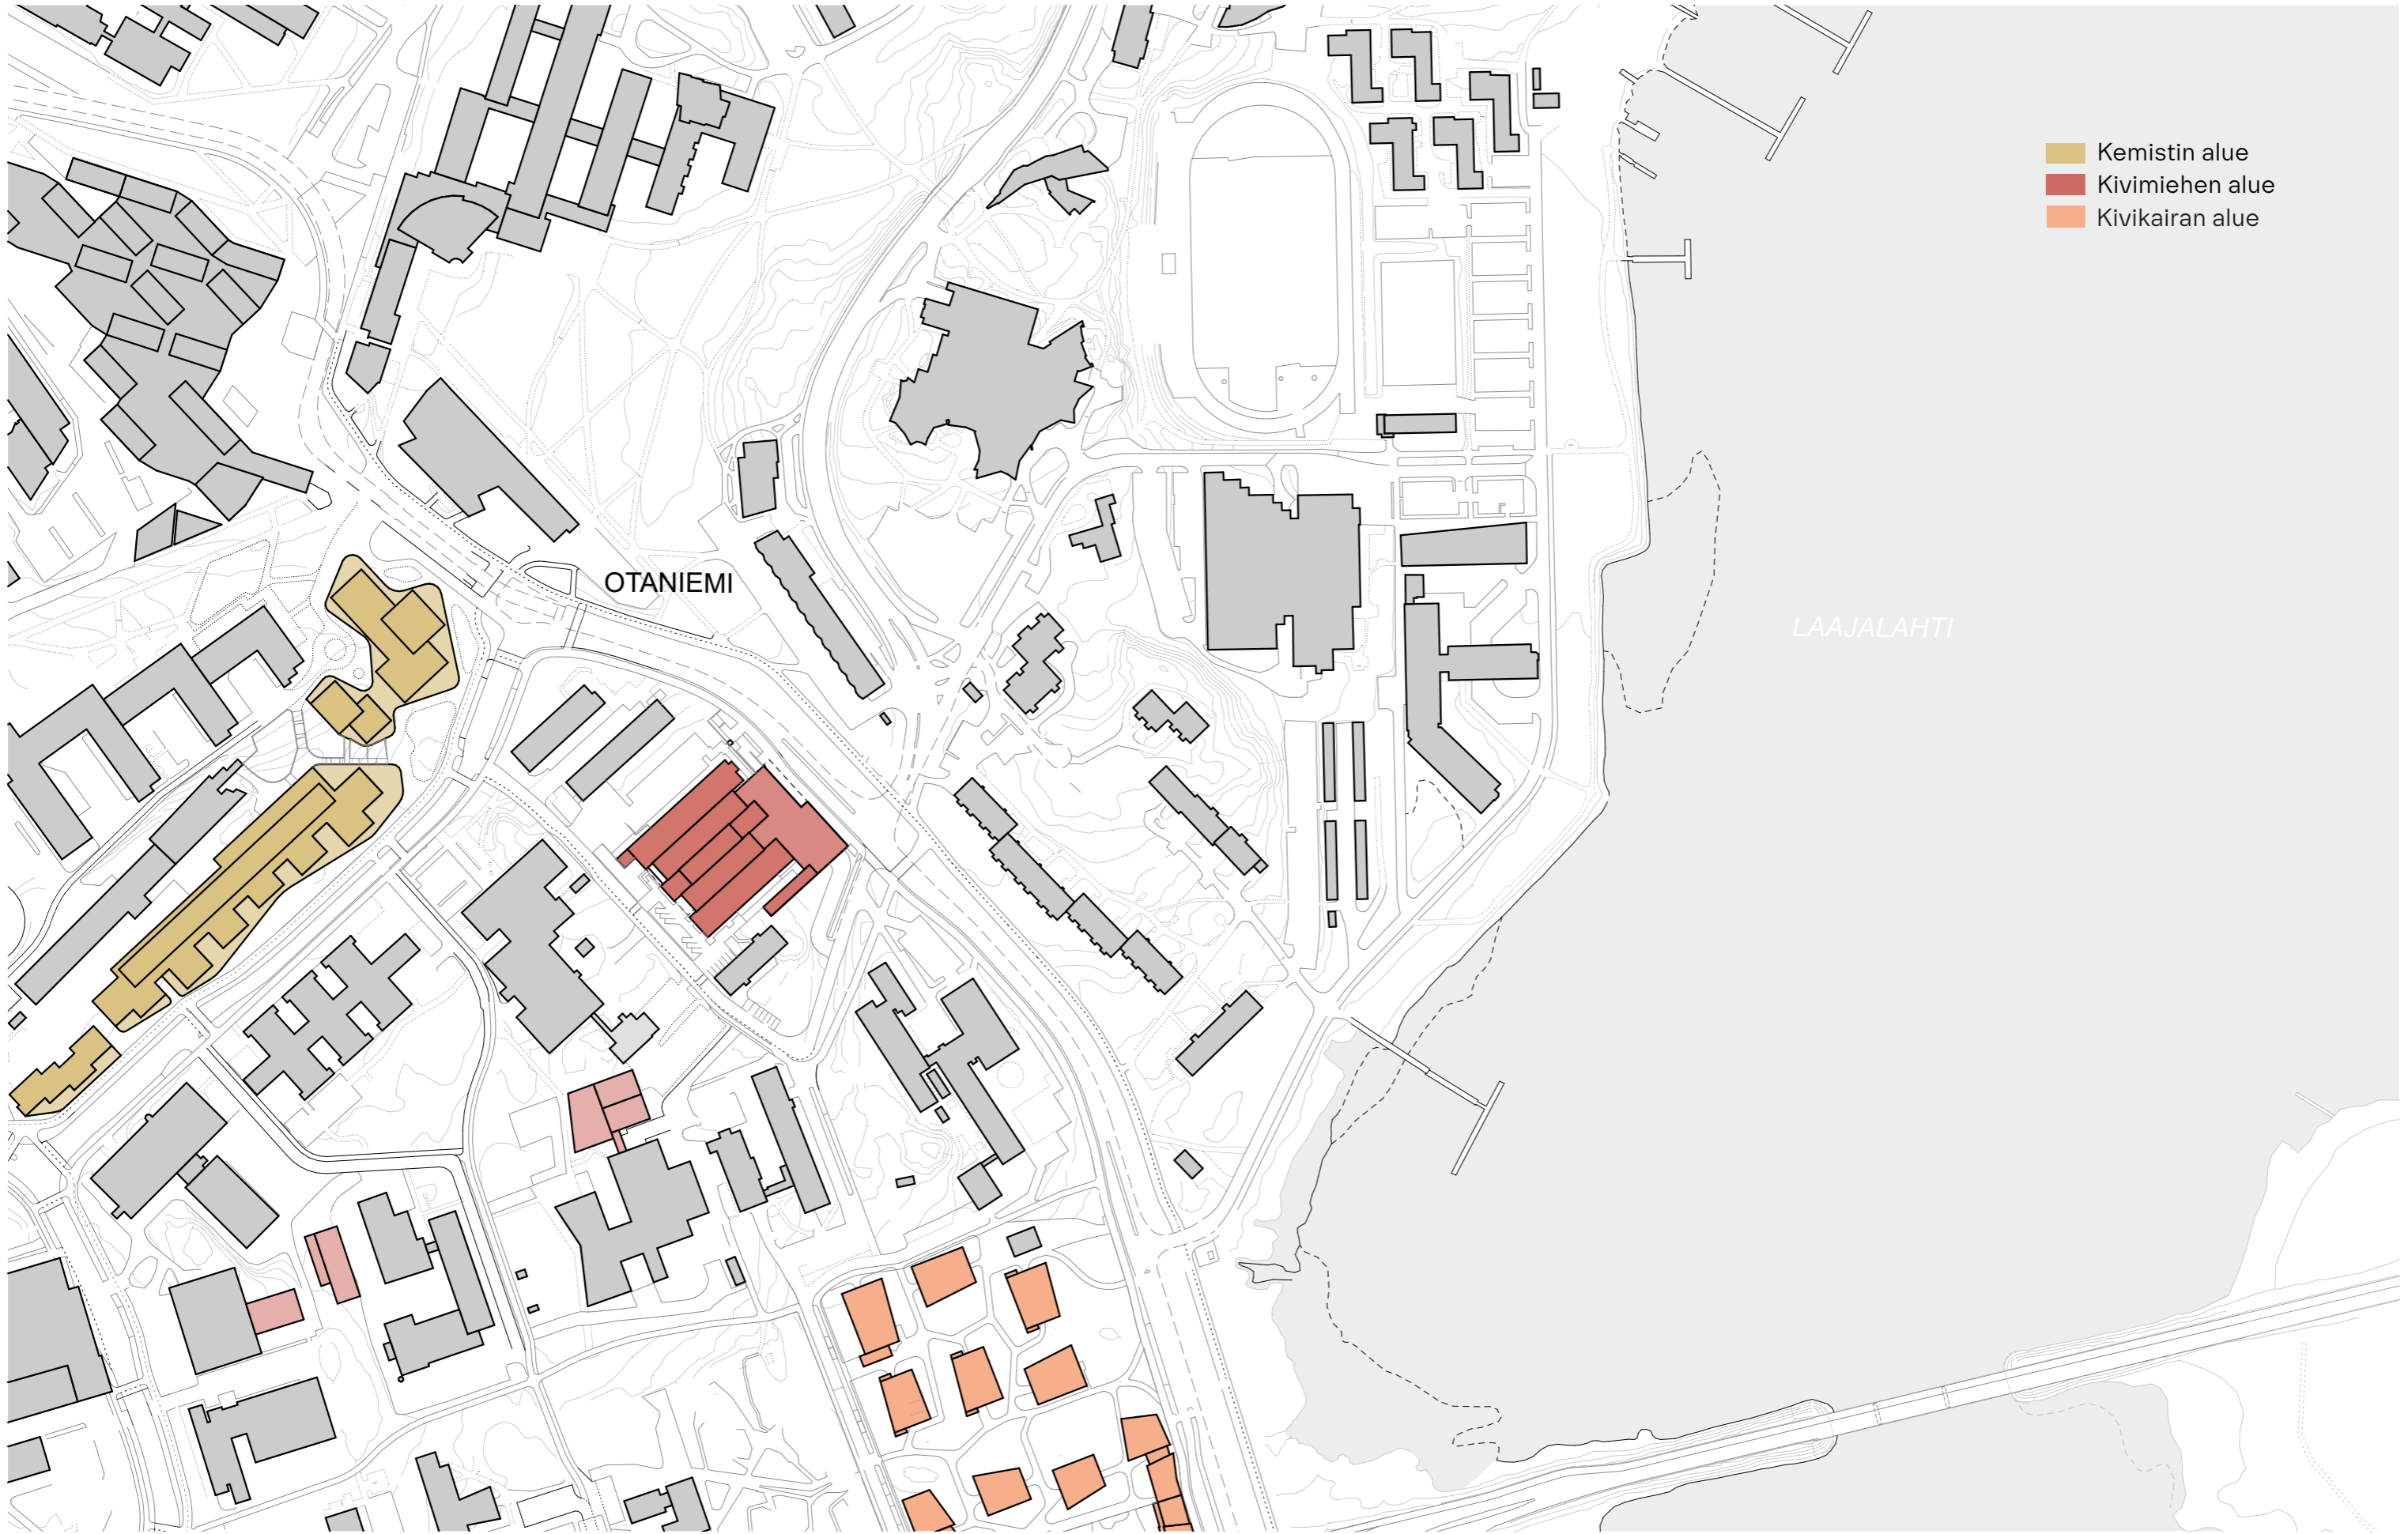 Kemistin alue
Kivimiehen alue
Kivikairan alue
OTANIEMI
LAAJALAHTI